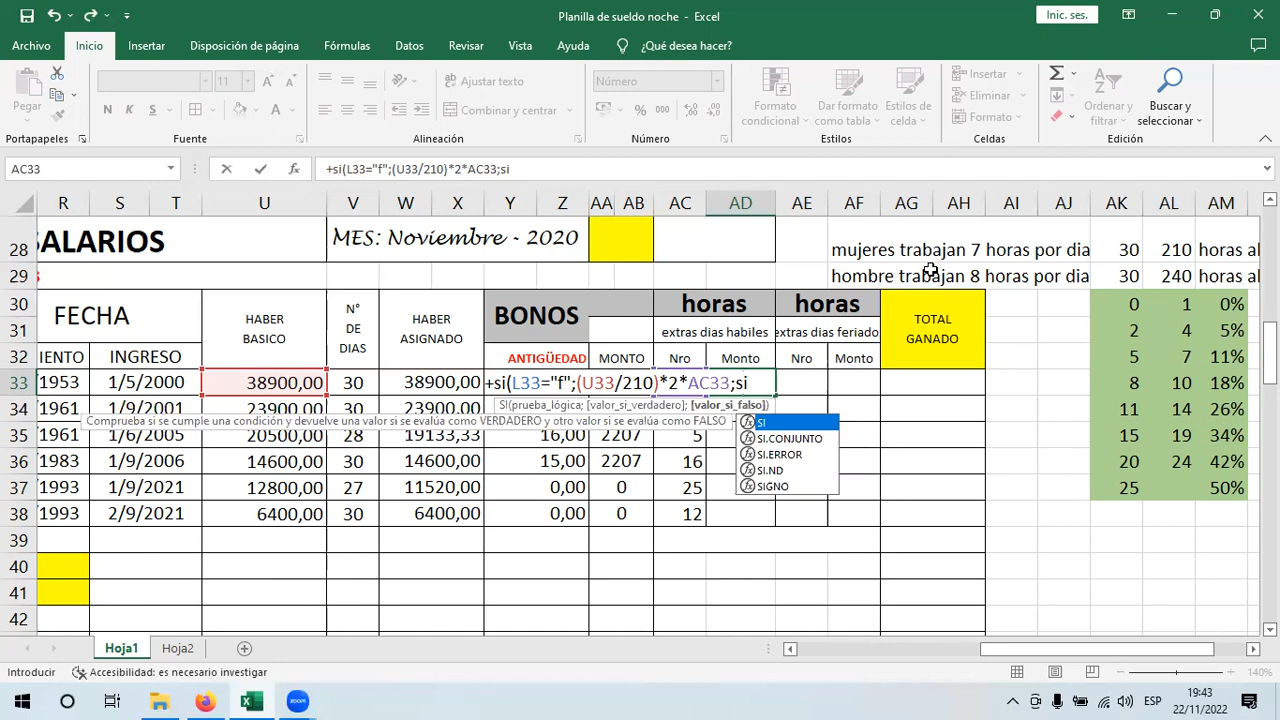 Planilla de sueldo noche - Excel
Inic. ses.
Archivo Inicio Insertar Disposición de página Fórmulas Datos Revisar Vista Ayuda ¿Qué desea hacer?
Pegar
11
N K S
Ajustar texto
Combinar y centrar
Número
% 000
Formato condicional
Dar formato como tabla
Estilos de celda
Insertar
Eliminar
Formato
Ordenar y filtrar
Buscar y seleccionar
Portapapeles Fuente Alineación Número Estilos Celdas Edición
AC33 +si(L33="f";(U33/210)*2*AC33;si
R S T U V W X Y Z AA AB AC AD AE AF AG AH AI AJ AK AL AM
28 SALARIOS MES: Noviembre - 2020 mujeres trabajan 7 horas por dia 30 210 horas al
29 S hombre trabajan 8 horas por dia 30 240 horas al
30 FECHA HABER BASICO N° DE DIAS HABER ASIGNADO BONOS horas horas TOTAL GANADO 0 1 0%
31 extras dias habiles extras dias feriado 2 4 5%
32 IENTO INGRESO ANTIGÜEDAD MONTO Nro Monto Nro Monto 5 7 11%
33 1953 1/5/2000 38900,00 30 38900,00 +si(L33="f";(U33/210)*2*AC33;si 8 10 18%
SI(prueba_lógica; [valor_si_verdadero]; [valor_si_falso])
34 1961 1/9/2001 23900,00 30 23900,00 11 14 26%
Comprueba si se cumple una condición y devuelve una valor si se evalúa como VERDADERO y otro valor si se evalúa como FALSO
SI
SI.CONJUNTO
SI.ERROR
SI.ND
SIGNO
35 1961 1/6/2005 20500,00 28 19133,33 16,00 2207 5 15 19 34%
36 1983 1/9/2006 14600,00 30 14600,00 15,00 2207 16 20 24 42%
37 1993 1/9/2021 12800,00 27 11520,00 0,00 0 25 25 50%
38 1993 2/9/2021 6400,00 30 6400,00 0,00 0 12
39
40
41
42
Hoja1 Hoja2
Introducir Accesibilidad: es necesario investigar 140%
ESP
19:43
22/11/2022
zoom